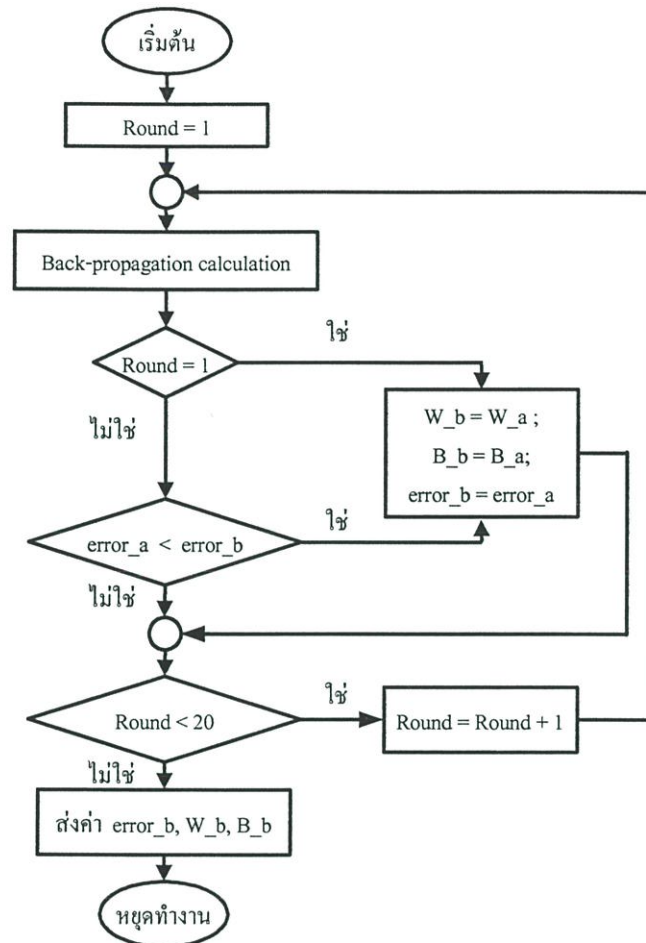 เริ่มต้น
Round = 1
Back-propagation calculation
ใช่
Round = 1
W_b = W_a ;
B_b = B_a;
error_b = error_a
ไม่ใช่
ใช่
error_a < error_b
ไม่ใช่
ใช่
Round < 20
Round = Round + 1
ไม่ใช่
ส่งค่า error_b, W_b, B_b
หยุดทำงาน